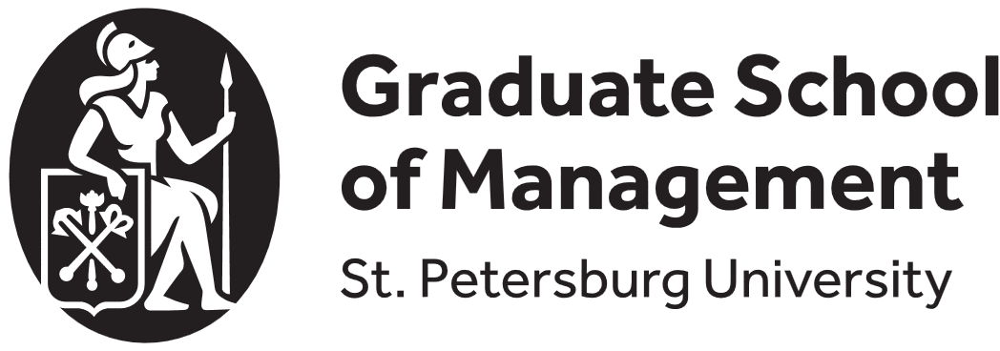 Graduate School
of Management
St. Petersburg University